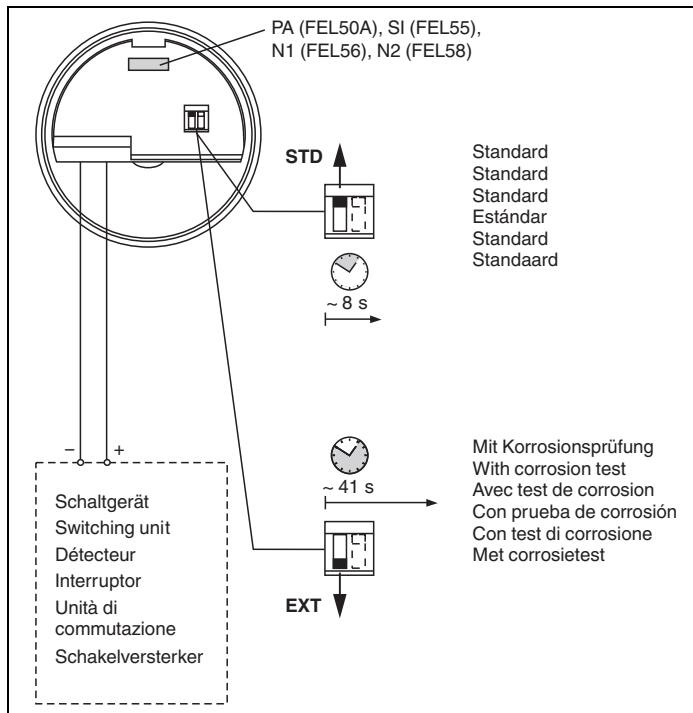 PA (FEL50A), SI (FEL55),
N1 (FEL56), N2 (FEL58)
STD
Standard
Standard
Standard
Estándar
Standard
Standaard
~ 8 s
– +
Schaltgerät
Switching unit
Détecteur
Interruptor
Unità di
commutazione
Schakelversterker
~ 41 s
Mit Korrosionsprüfung
With corrosion test
Avec test de corrosion
Con prueba de corrosión
Con test di corrosione
Met corrosietest
EXT